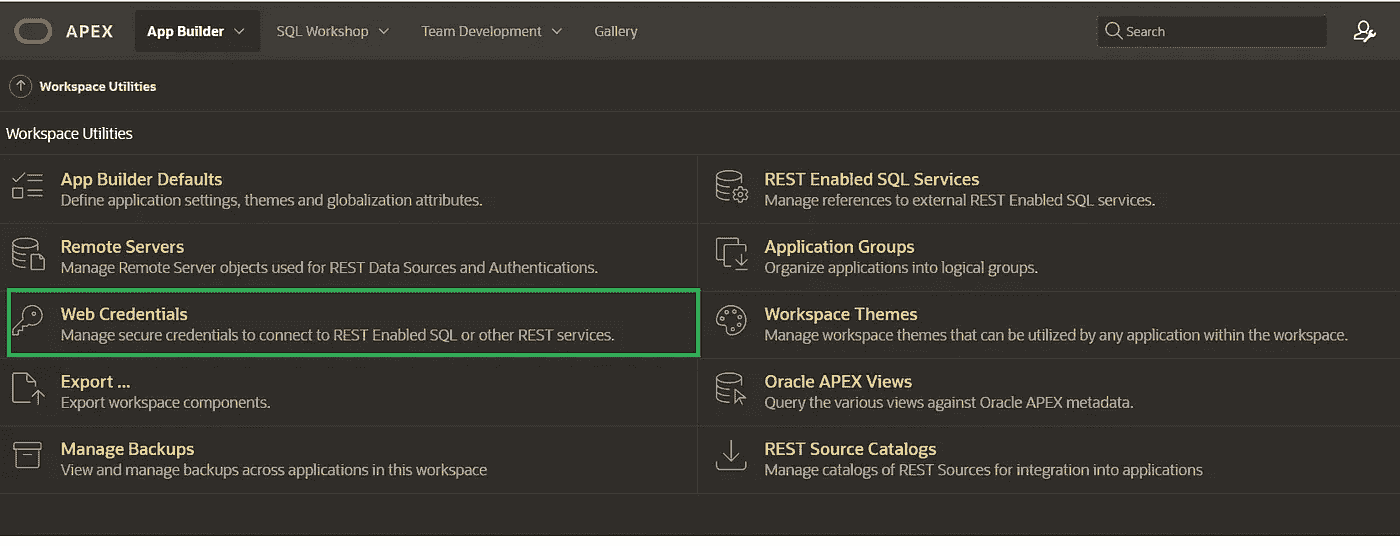 APEX App Builder SQL Workshop Team Development Gallery Search
Workspace Utilities
Workspace Utilities
App Builder Defaults
Define application settings, themes and globalization attributes.
REST Enabled SQL Services
Manage references to external REST Enabled SQL services.
Remote Servers
Manage Remote Server objects used for REST Data Sources and Authentications.
Application Groups
Organize applications into logical groups.
Web Credentials
Manage secure credentials to connect to REST Enabled SQL or other REST services.
Workspace Themes
Manage workspace themes that can be utilized by any application within the workspace.
Export ...
Export workspace components.
Oracle APEX Views
Query the various views against Oracle APEX metadata.
Manage Backups
View and manage backups across applications in this workspace
REST Source Catalogs
Manage catalogs of REST Sources for integration into applications